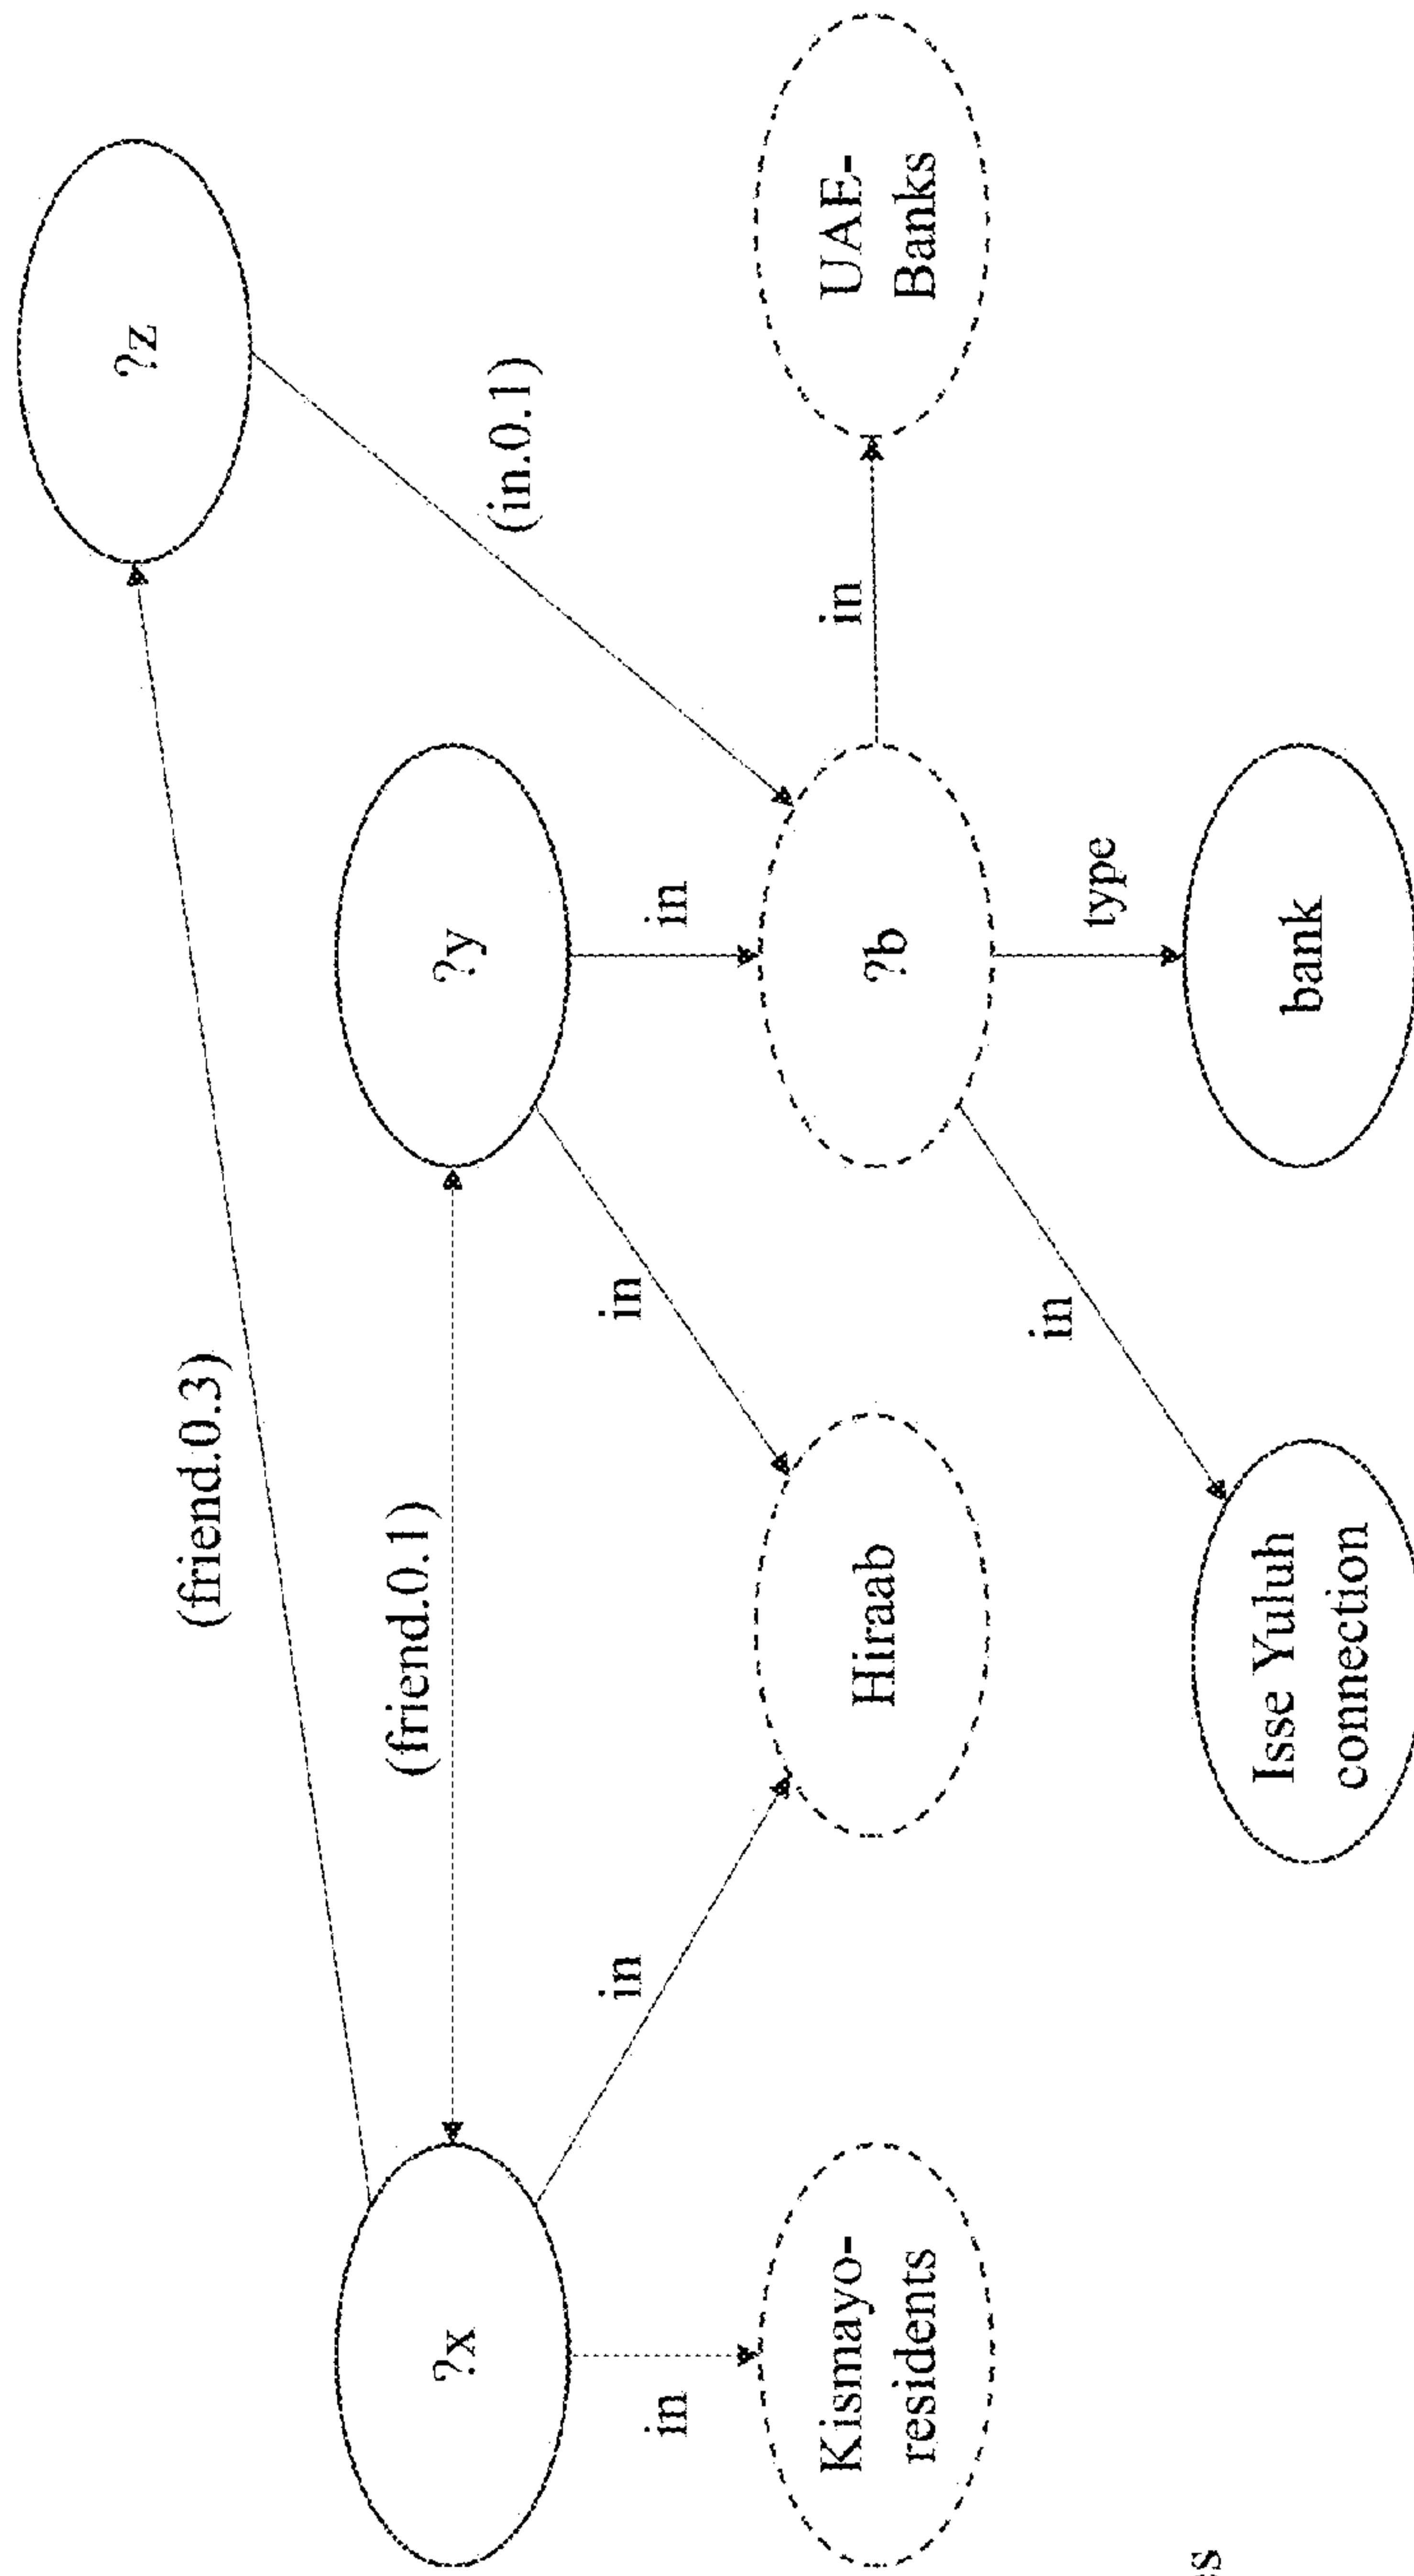 ?z
(friend.0.3)
(in.0.1)
?x
(friend.0.1)
?y
in
in
in
in
Kismayo-
residents
Hiraab
?b
in
UAE-
Banks
in
type
Isse Yuluh
connection
bank